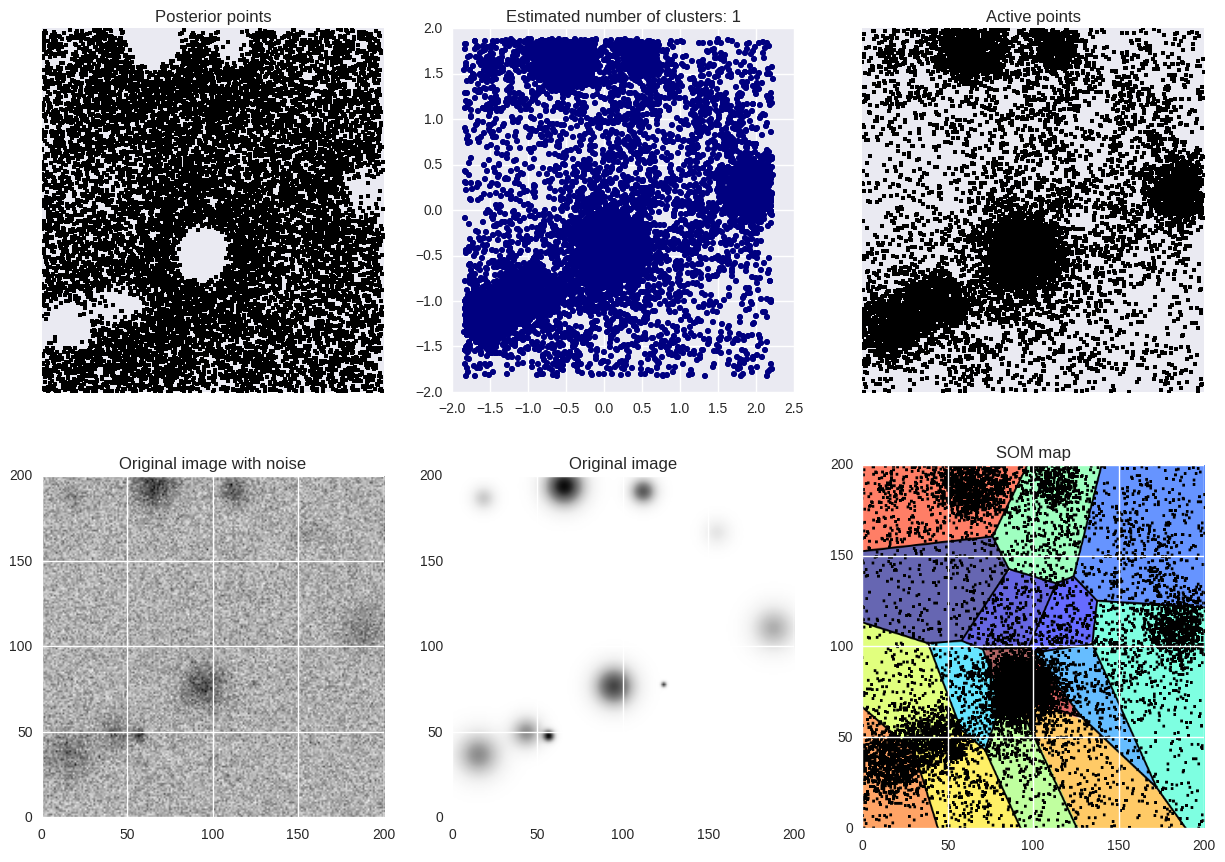 Posterior points
Estimated number of clusters: 1
Active points
2.0
1.5
1.0
0.5
0.0
−0.5
−1.0
−1.5
−2.0
−2.0 −1.5 −1.0 −0.5 0.0 0.5 1.0 1.5 2.0 2.5
Original image with noise
200
150
100
50
0
0 50 100 150 200
Original image
200
150
100
50
0
0 50 100 150 200
SOM map
200
150
100
50
0
0 50 100 150 200